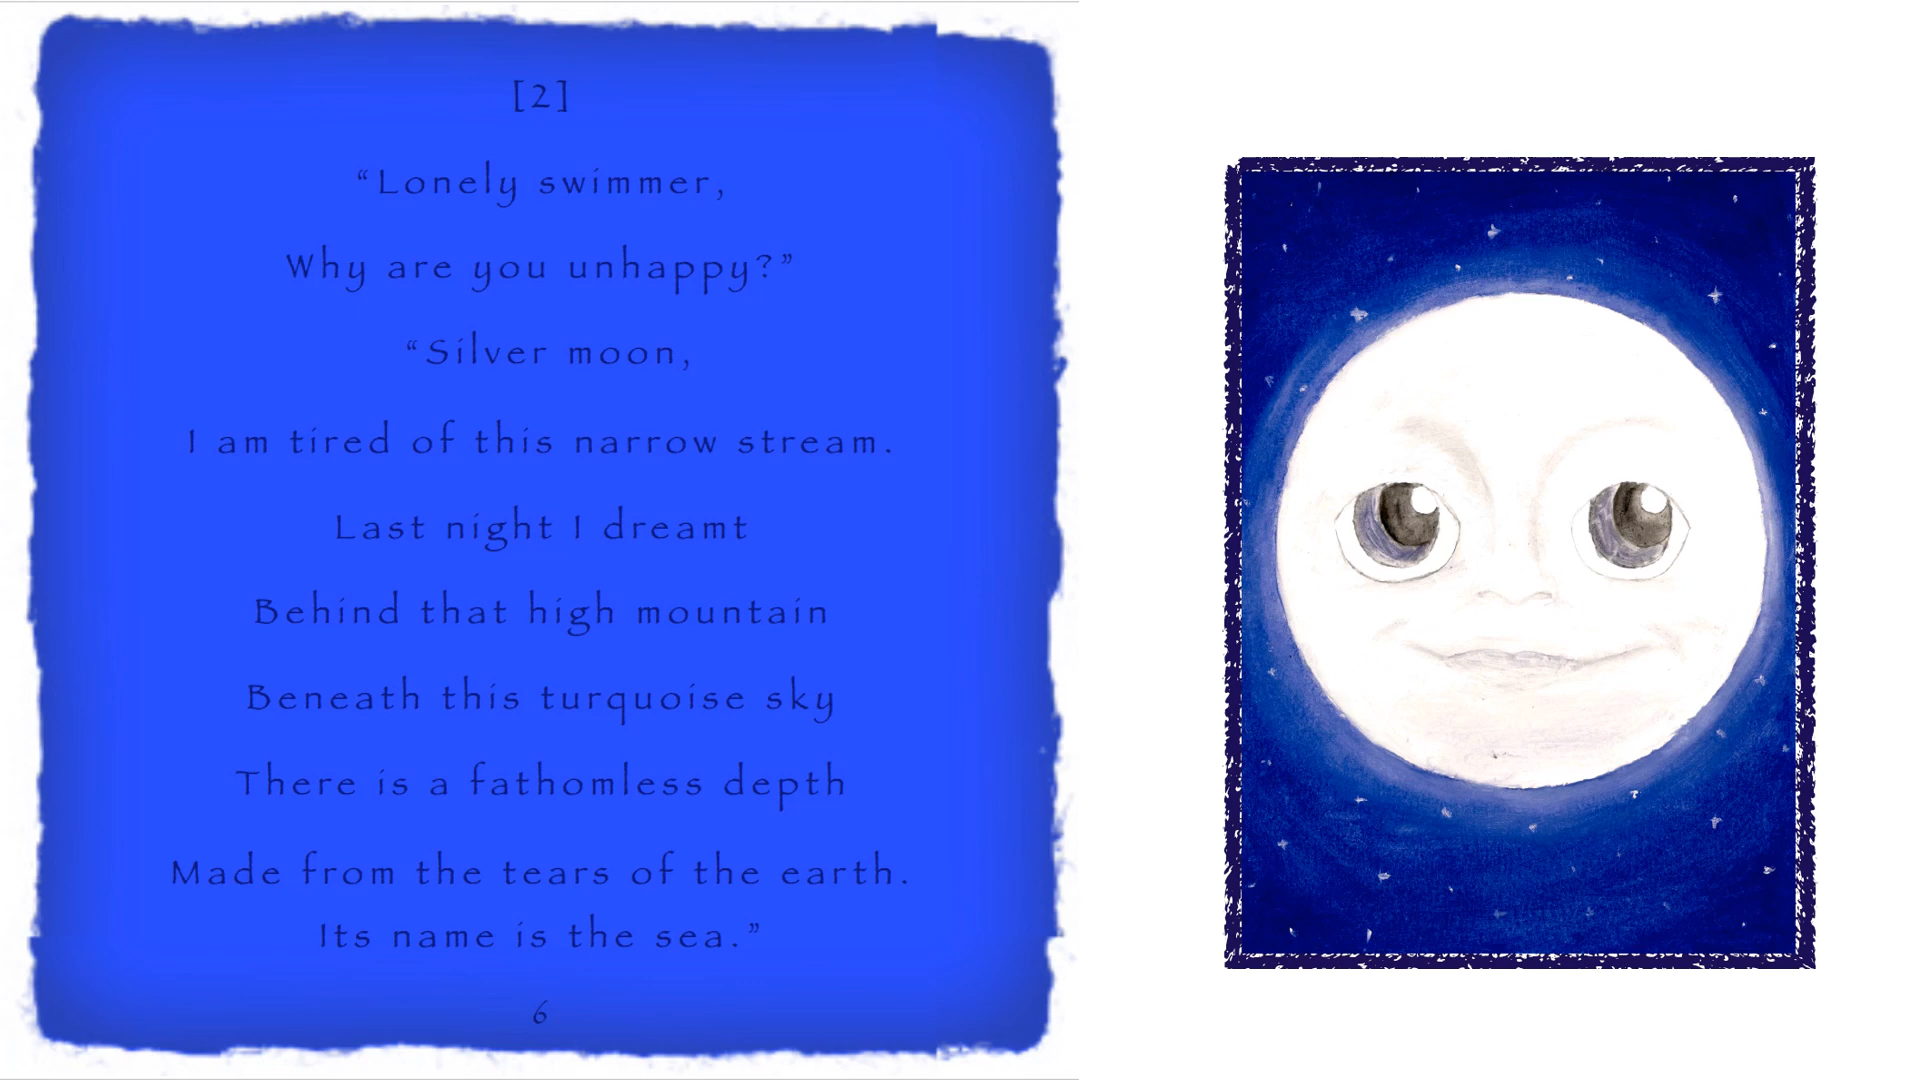 [2]
“Lonely swimmer,
Why are you unhappy?”
“Silver moon,
I am tired of this narrow stream.
Last night I dreamt
Behind that high mountain
Beneath this turquoise sky
There is a fathomless depth
Made from the tears of the earth.
Its name is the sea.”
6